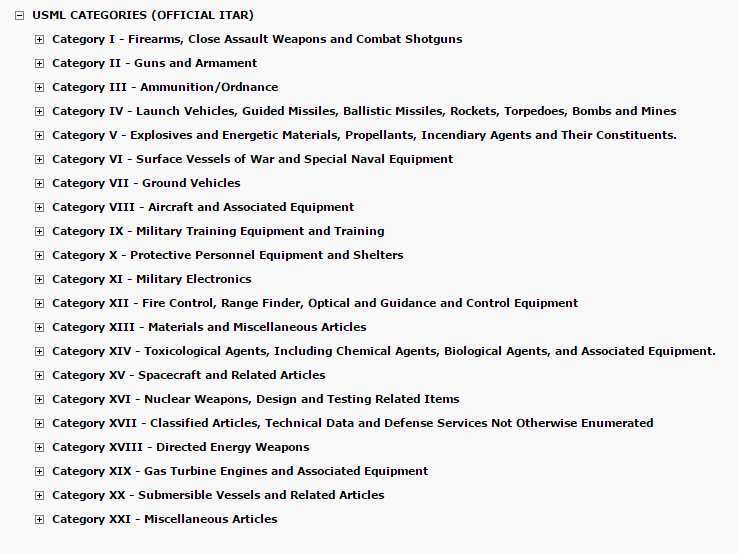 USML CATEGORIES (OFFICIAL ITAR)
Category I - Firearms, Close Assault Weapons and Combat Shotguns
Category II - Guns and Armament
Category III - Ammunition/Ordnance
Category IV - Launch Vehicles, Guided Missiles, Ballistic Missiles, Rockets, Torpedoes, Bombs and Mines
Category V - Explosives and Energetic Materials, Propellants, Incendiary Agents and Their Constituents.
Category VI - Surface Vessels of War and Special Naval Equipment
Category VII - Ground Vehicles
Category VIII - Aircraft and Associated Equipment
Category IX - Military Training Equipment and Training
Category X - Protective Personnel Equipment and Shelters
Category XI - Military Electronics
Category XII - Fire Control, Range Finder, Optical and Guidance and Control Equipment
Category XIII - Materials and Miscellaneous Articles
Category XIV - Toxicological Agents, Including Chemical Agents, Biological Agents, and Associated Equipment.
Category XV - Spacecraft and Related Articles
Category XVI - Nuclear Weapons, Design and Testing Related Items
Category XVII - Classified Articles, Technical Data and Defense Services Not Otherwise Enumerated
Category XVIII - Directed Energy Weapons
Category XIX - Gas Turbine Engines and Associated Equipment
Category XX - Submersible Vessels and Related Articles
Category XXI - Miscellaneous Articles